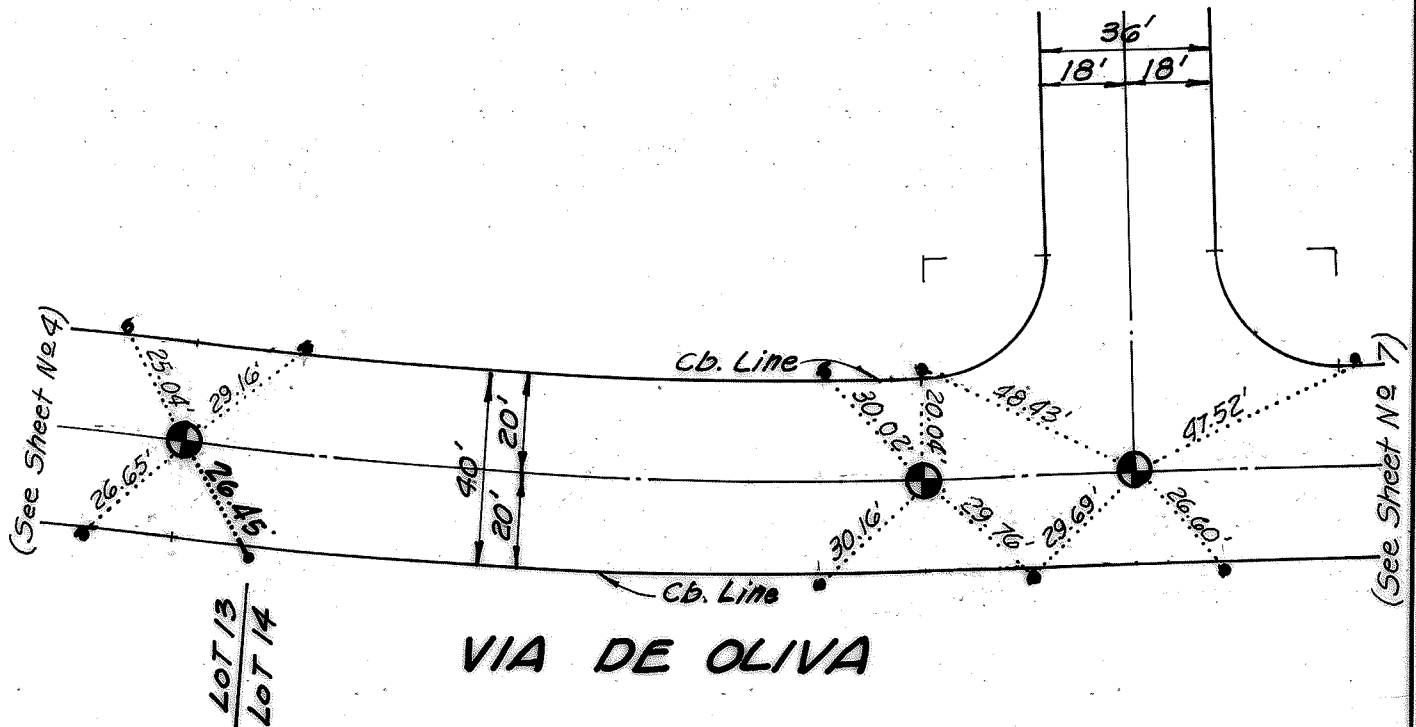 36'
18' 18'
(See Sheet No 4)
25.04'
29.16'
26.65'
26.45
40'
20'
20'
Cb. Line
30.02'
20.04'
48.43'
47.52'
30.16'
29.76'
29.69'
26.60'
(See Sheet No 7)
Cb. Line
LOT 13
LOT 14
VIA DE OLIVA